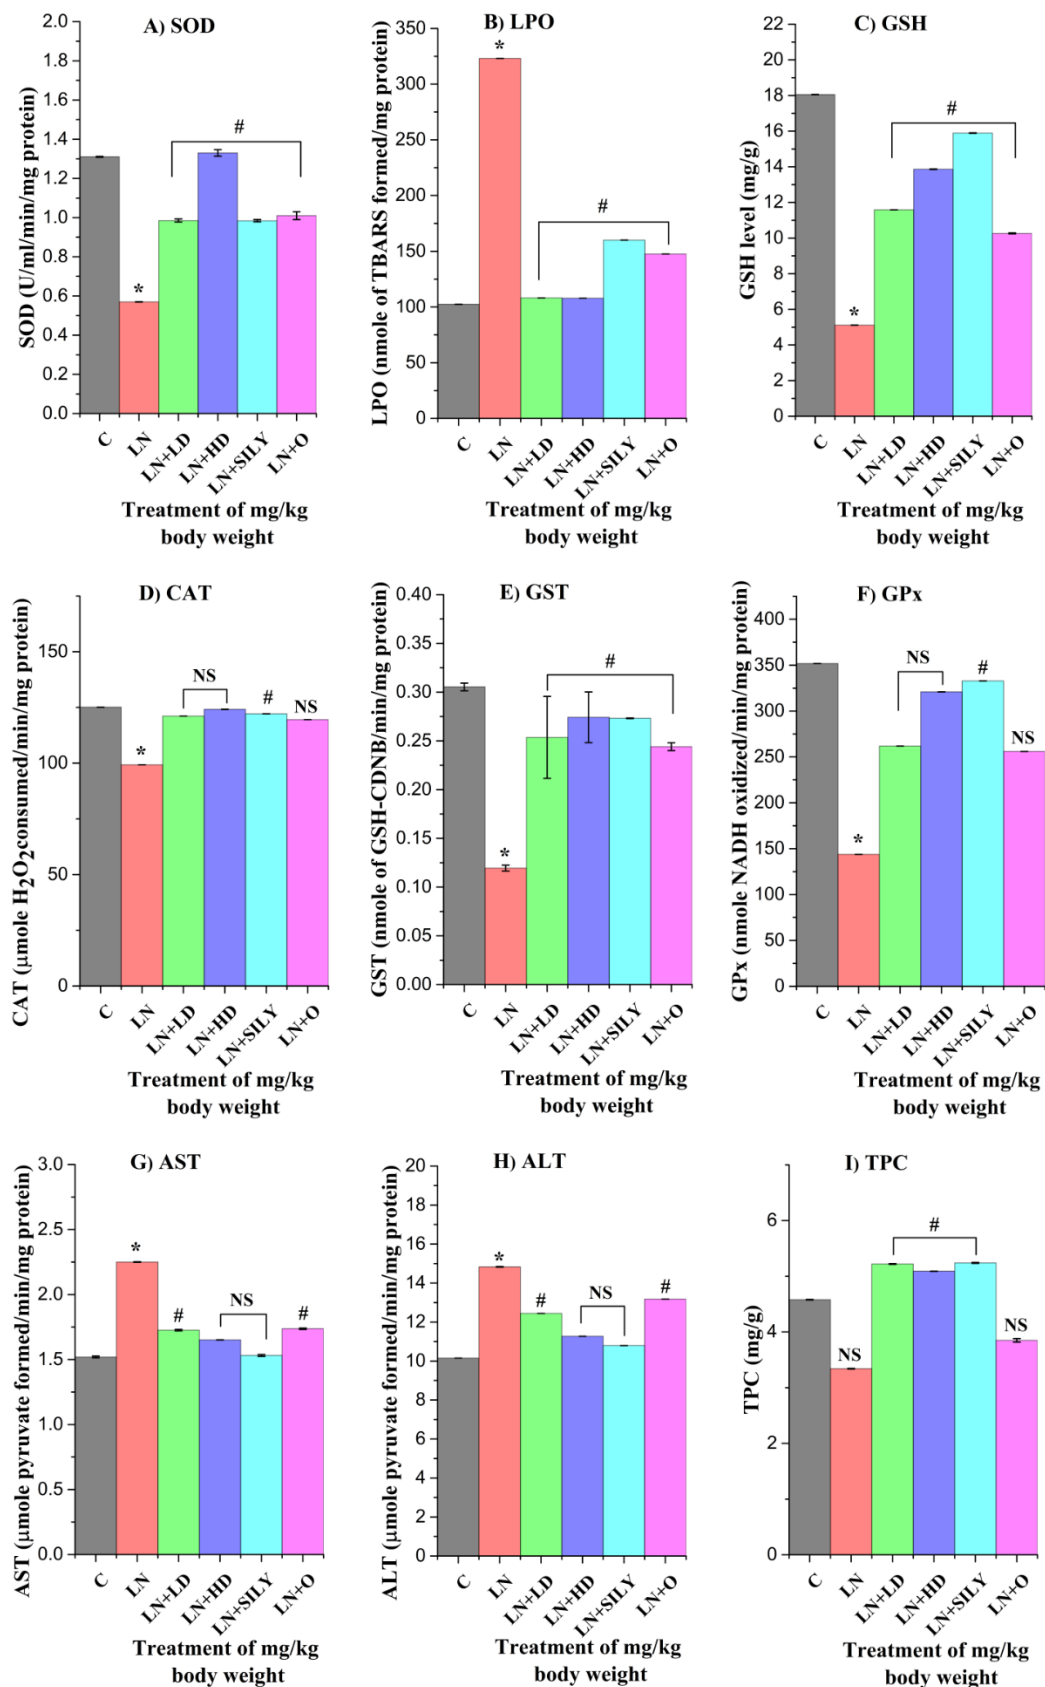 A) SOD
SOD (U/ml/min/mg protein)
2.0
1.8
1.6
1.4
1.2
1.0
0.8
0.6
0.4
0.2
0.0
*
#
C
LN
LN+LD
LN+HD
LN+SILY
LN+O
Treatment of mg/kg
body weight
B) LPO
LPO (nmole of TBARS formed/mg protein)
350
300
250
200
150
100
50
0
*
#
C
LN
LN+LD
LN+HD
LN+SILY
LN+O
Treatment of mg/kg
body weight
C) GSH
GSH level (mg/g)
22
20
18
16
14
12
10
8
6
4
2
0
*
#
C
LN
LN+LD
LN+HD
LN+SILY
LN+O
Treatment of mg/kg
body weight
D) CAT
CAT (μmole H2O2consumed/min/mg protein)
150
100
50
0
*
NS
#
NS
C
LN
LN+LD
LN+HD
LN+SILY
LN+O
Treatment of mg/kg
body weight
E) GST
GST (nmole of GSH-CDNB/min/mg protein)
0.40
0.35
0.30
0.25
0.20
0.15
0.10
0.05
0.00
*
#
C
LN
LN+LD
LN+HD
LN+SILY
LN+O
Treatment of mg/kg
body weight
F) GPx
GPx (nmole NADH oxidized/min/mg protein)
400
350
300
250
200
150
100
50
0
*
NS
#
NS
C
LN
LN+LD
LN+HD
LN+SILY
LN+O
Treatment of mg/kg
body weight
G) AST
AST (μmole pyruvate formed/min/mg protein)
3.0
2.5
2.0
1.5
1.0
0.5
0.0
*
#
NS
#
C
LN
LN+LD
LN+HD
LN+SILY
LN+O
Treatment of mg/kg
body weight
H) ALT
ALT (μmole pyruvate formed/min/mg protein)
20
18
16
14
12
10
8
6
4
2
0
*
#
NS
#
C
LN
LN+LD
LN+HD
LN+SILY
LN+O
Treatment of mg/kg
body weight
I) TPC
TPC (mg/g)
6
4
2
0
NS
#
NS
C
LN
LN+LD
LN+HD
LN+SILY
LN+O
Treatment of mg/kg
body weight